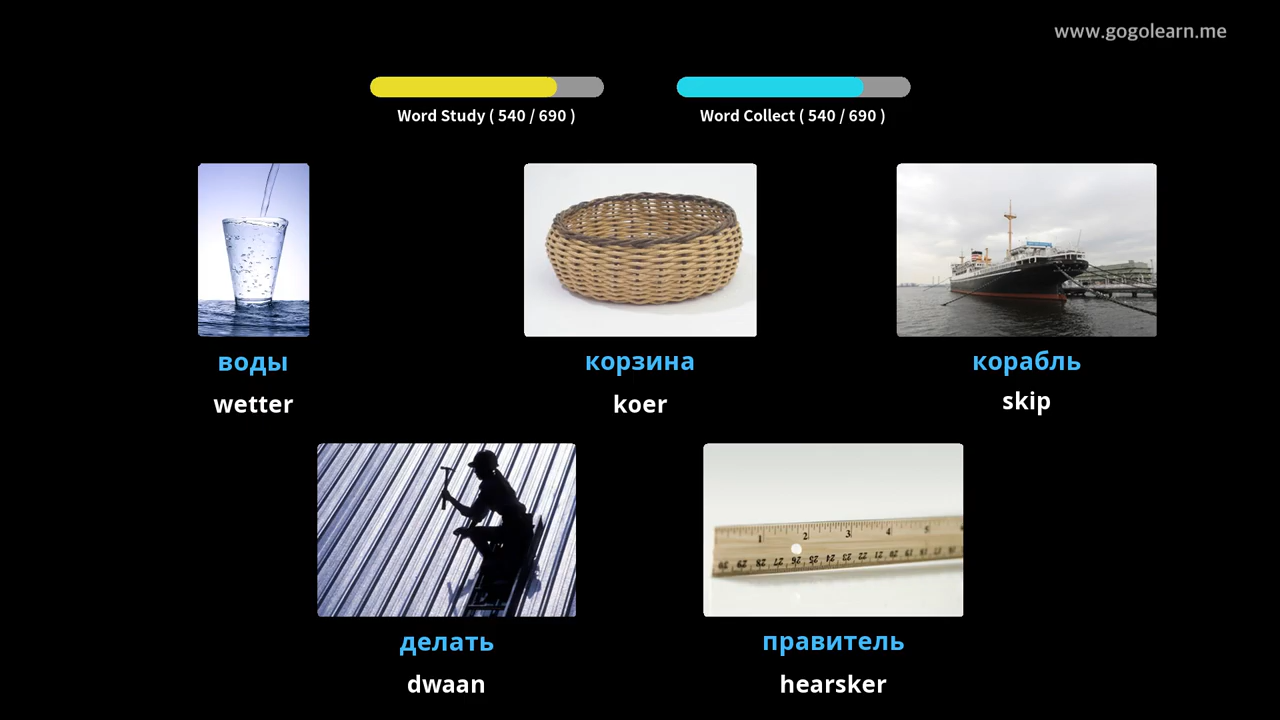 www.gogolearn.me
Word Study ( 540 / 690 )
Word Collect ( 540 / 690 )
воды
корзина
корабль
wetter
koer
skip
делать
правитель
dwaan
hearsker